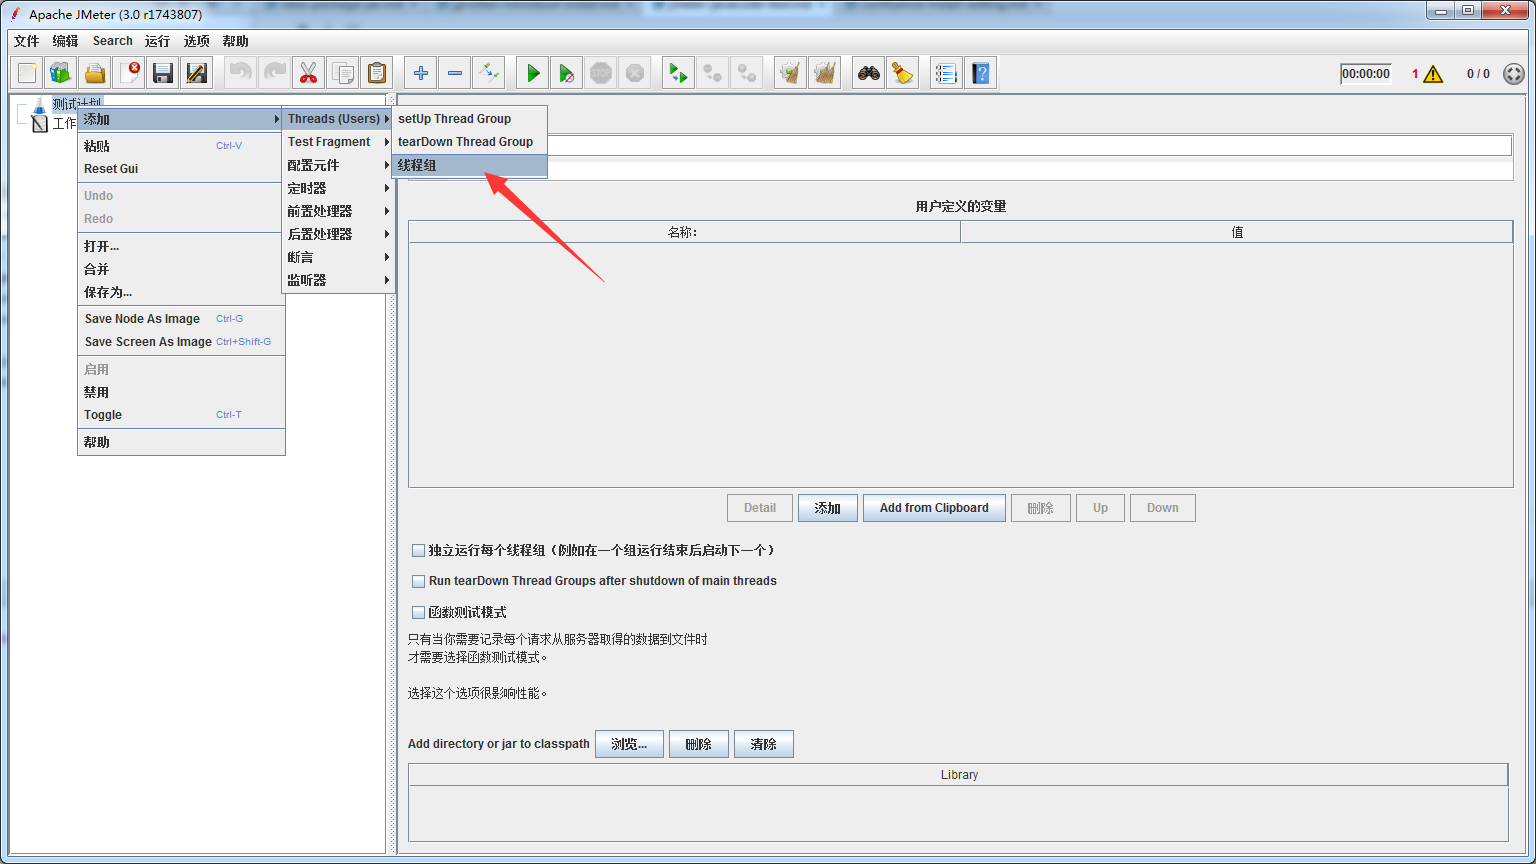 Apache JMeter (3.0 r1743807)
文件 编辑 Search 运行 选项 帮助
00:00:00 1 0 / 0
测试计划
工作
添加
粘贴 Ctrl-V
Reset Gui
Undo
Redo
打开...
合并
保存为...
Save Node As Image Ctrl-G
Save Screen As Image Ctrl+Shift-G
启用
禁用
Toggle Ctrl-T
帮助
Threads (Users)
Test Fragment
配置元件
定时器
前置处理器
后置处理器
断言
监听器
setUp Thread Group
tearDown Thread Group
线程组
用户定义的变量
名称: 值
Detail 添加 Add from Clipboard 删除 Up Down
独立运行每个线程组（例如在一个组运行结束后启动下一个）
Run tearDown Thread Groups after shutdown of main threads
函数测试模式
只有当你需要记录每个请求从服务器取得的数据到文件时
才需要选择函数测试模式。
选择这个选项很影响性能。
Add directory or jar to classpath 浏览... 删除 清除
Library